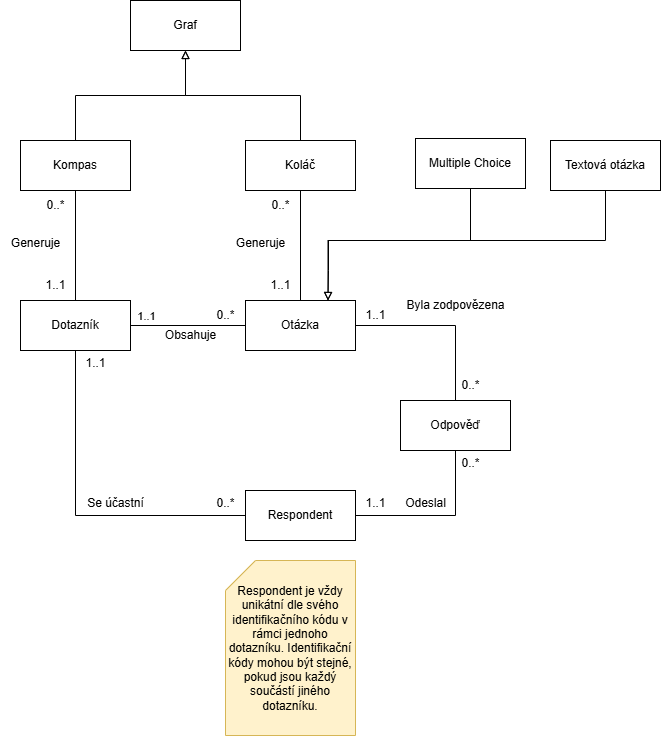 Graf
Kompas
Koláč
Multiple Choice
Textová otázka
0..*
0..*
Generuje
Generuje
1..1
1..1
Dotazník
1..1
Obsahuje
0..*
Otázka
1..1
Byla zodpovězena
1..1
0..*
Odpověď
0..*
Se účastní
0..*
Respondent
1..1
Odeslal
Respondent je vždy
unikátní dle svého
identifikačního kódu v
rámci jednoho
dotazníku. Identifikační
kódy mohou být stejné,
pokud jsou každý
součástí jiného
dotazníku.